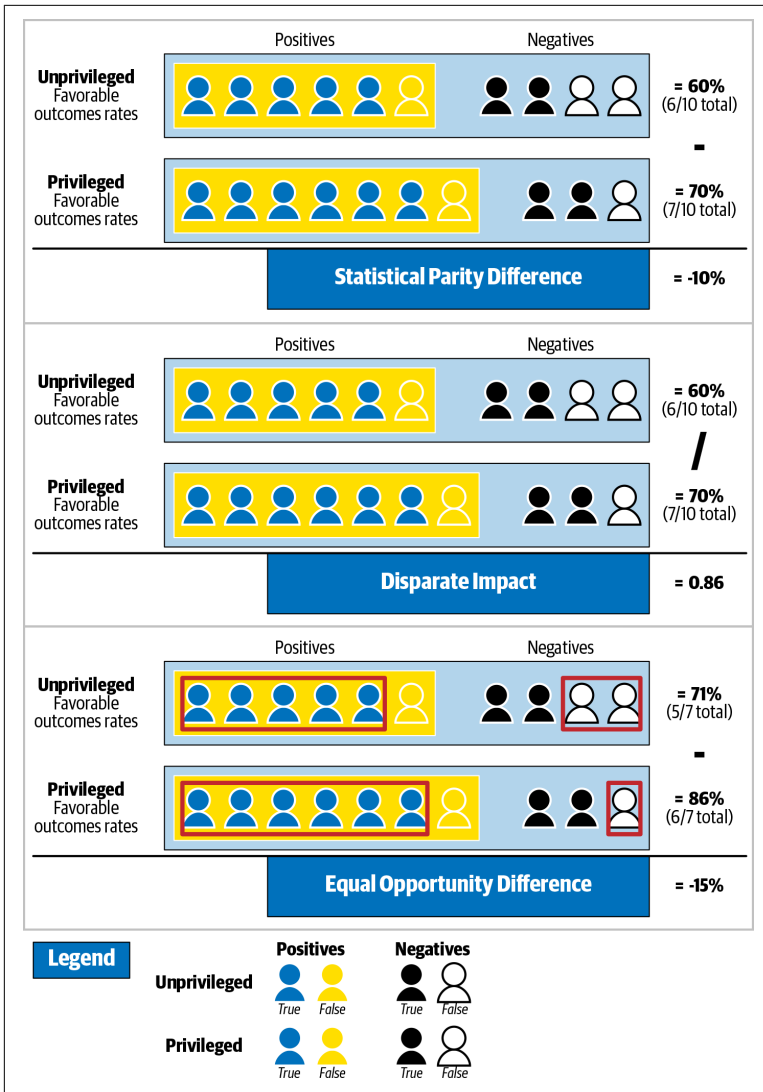 Positives Negatives
Unprivileged
Favorable
outcomes rates
= 60%
(6/10 total)
-
Privileged
Favorable
outcomes rates
= 70%
(7/10 total)
Statistical Parity Difference = -10%
Positives Negatives
Unprivileged
Favorable
outcomes rates
= 60%
(6/10 total)
/
Privileged
Favorable
outcomes rates
= 70%
(7/10 total)
Disparate Impact = 0.86
Positives Negatives
Unprivileged
Favorable
outcomes rates
= 71%
(5/7 total)
-
Privileged
Favorable
outcomes rates
= 86%
(6/7 total)
Equal Opportunity Difference = -15%
Legend
Positives Negatives
Unprivileged
True False True False
Privileged
True False True False